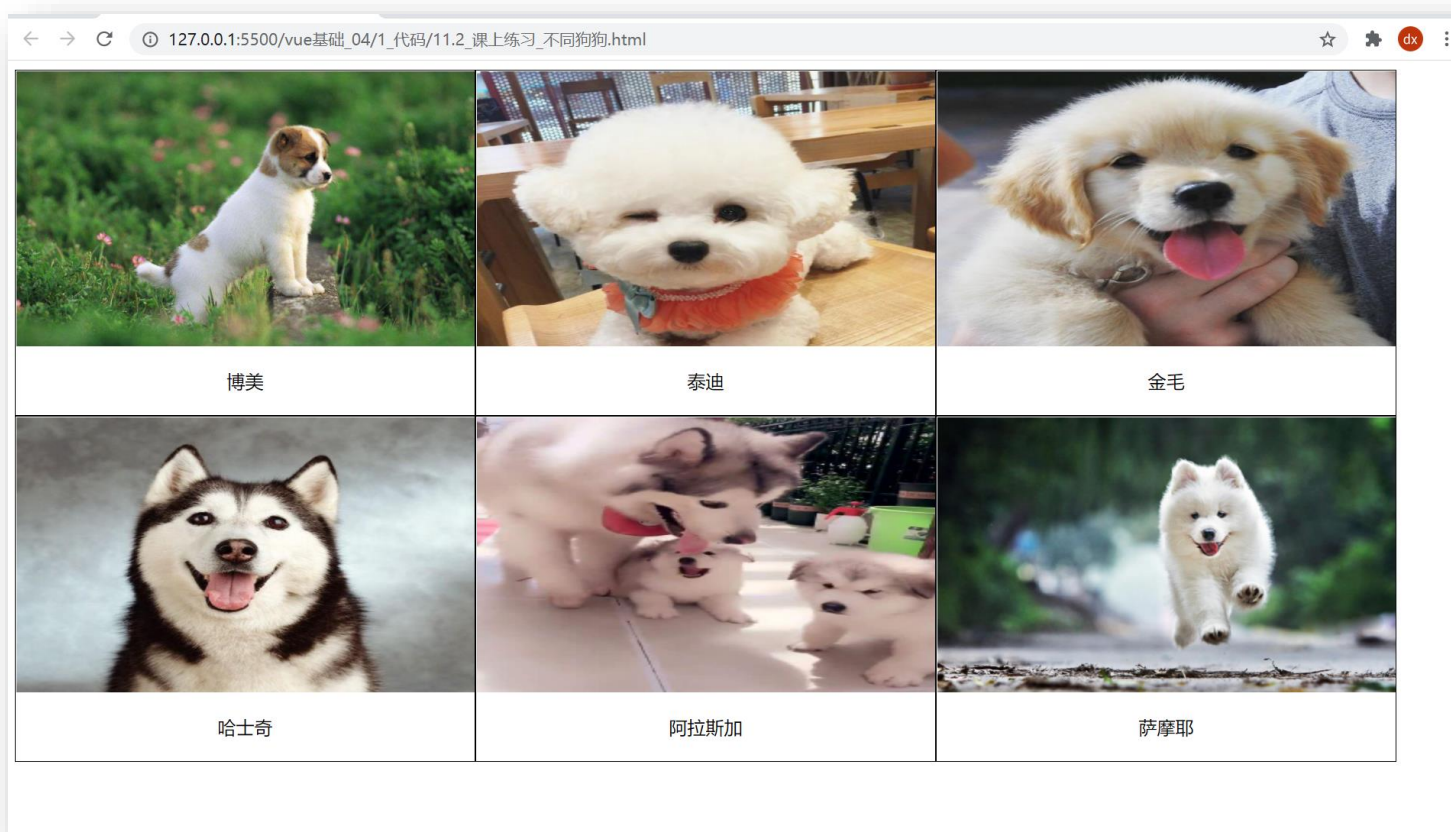 127.0.0.1:5500/vue基础_04/1_代码/11.2_课上练习_不同狗狗.html
dx
博美
泰迪
金毛
哈士奇
阿拉斯加
萨摩耶